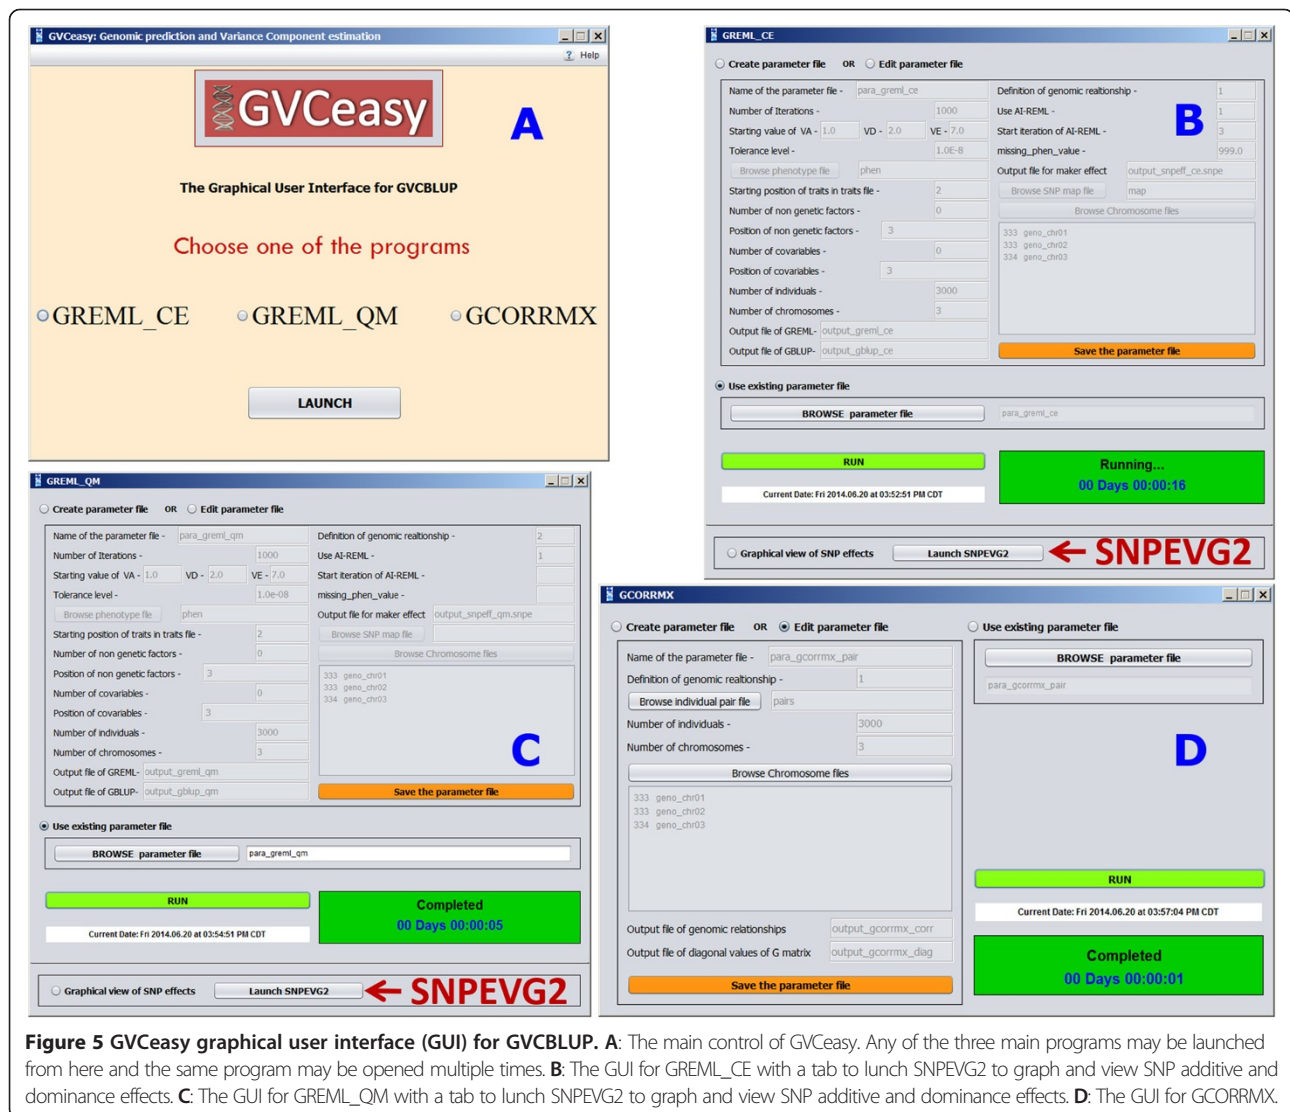 GVCeasy: Genomic prediction and Variance Component estimation
Help
GVCeasy
A
The Graphical User Interface for GVCBLUP
Choose one of the programs
GREML_CE GREML_QM GCORRMX
LAUNCH
GREML_CE
Create parameter file OR Edit parameter file
Name of the parameter file - para_greml_ce
Number of Iterations - 1000
Starting value of VA - 1.0 VD - 2.0 VE - 7.0
Tolerance level - 1.0E-8
Browse phenotype file phen
Starting position of traits in traits file - 2
Number of non genetic factors - 0
Position of non genetic factors - 3
Number of covariables - 0
Position of covariables - 3
Number of individuals - 3000
Number of chromosomes - 3
Output file of GREML- output_greml_ce
Output file of GBLUP- output_gblup_ce
Definition of genomic realtionship - 1
Use AI-REML - 1
Start iteration of AI-REML - 3
missing_phen_value - 999.0
Output file for maker effect output_snpeff_ce.snpe
Browse SNP map file map
Browse Chromosome files
333 geno_chr01
333 geno_chr02
334 geno_chr03
Save the parameter file
B
Use existing parameter file
BROWSE parameter file para_greml_ce
RUN
Current Date: Fri 2014.06.20 at 03:52:51 PM CDT
Running...
00 Days 00:00:16
Graphical view of SNP effects Launch SNPEVG2 ← SNPEVG2
GREML_QM
Create parameter file OR Edit parameter file
Name of the parameter file - para_greml_qm
Number of Iterations - 1000
Starting value of VA - 1.0 VD - 2.0 VE - 7.0
Tolerance level - 1.0e-08
Browse phenotype file phen
Starting position of traits in traits file - 2
Number of non genetic factors - 0
Position of non genetic factors - 3
Number of covariables - 0
Position of covariables - 3
Number of individuals - 3000
Number of chromosomes - 3
Output file of GREML- output_greml_qm
Output file of GBLUP- output_gblup_qm
Definition of genomic realtionship - 2
Use AI-REML - 1
Start iteration of AI-REML -
missing_phen_value -
Output file for maker effect output_snpeff_qm.snpe
Browse SNP map file
Browse Chromosome files
333 geno_chr01
333 geno_chr02
334 geno_chr03
C
Save the parameter file
Use existing parameter file
BROWSE parameter file para_greml_qm
RUN
Current Date: Fri 2014.06.20 at 03:54:51 PM CDT
Completed
00 Days 00:00:05
Graphical view of SNP effects Launch SNPEVG2 ← SNPEVG2
GCORRMX
Create parameter file OR Edit parameter file
Name of the parameter file - para_gcorrmx_pair
Definition of genomic realtionship - 1
Browse individual pair file pairs
Number of individuals - 3000
Number of chromosomes - 3
Browse Chromosome files
333 geno_chr01
333 geno_chr02
334 geno_chr03
Output file of genomic relationships output_gcorrmx_corr
Output file of diagonal values of G matrix output_gcorrmx_diag
Save the parameter file
Use existing parameter file
BROWSE parameter file
para_gcorrmx_pair
D
RUN
Current Date: Fri 2014.06.20 at 03:57:04 PM CDT
Completed
00 Days 00:00:01
Figure 5 GVCeasy graphical user interface (GUI) for GVCBLUP. A: The main control of GVCeasy. Any of the three main programs may be launched
from here and the same program may be opened multiple times. B: The GUI for GREML_CE with a tab to lunch SNPEVG2 to graph and view SNP additive and
dominance effects. C: The GUI for GREML_QM with a tab to lunch SNPEVG2 to graph and view SNP additive and dominance effects. D: The GUI for GCORRMX.